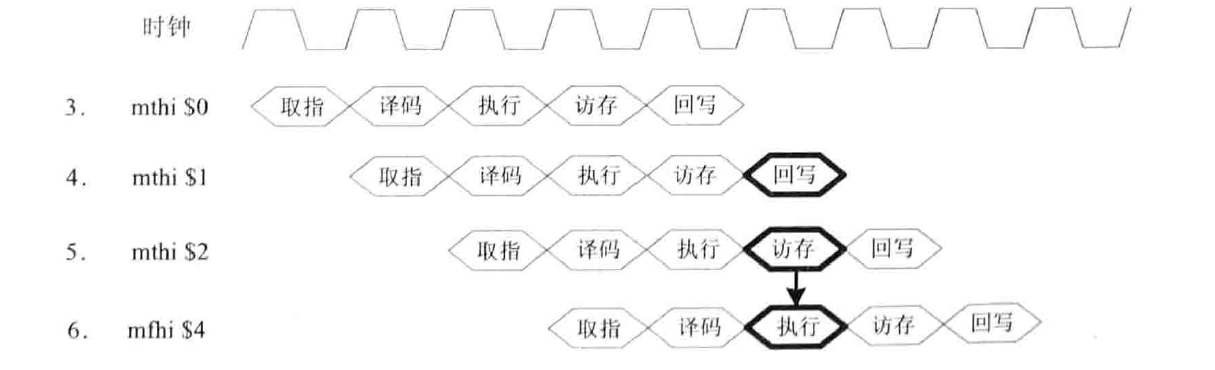 时钟
3. mthi $0 取指 译码 执行 访存 回写
4. mthi $1 取指 译码 执行 访存 回写
5. mthi $2 取指 译码 执行 访存 回写
6. mfhi $4 取指 译码 执行 访存 回写